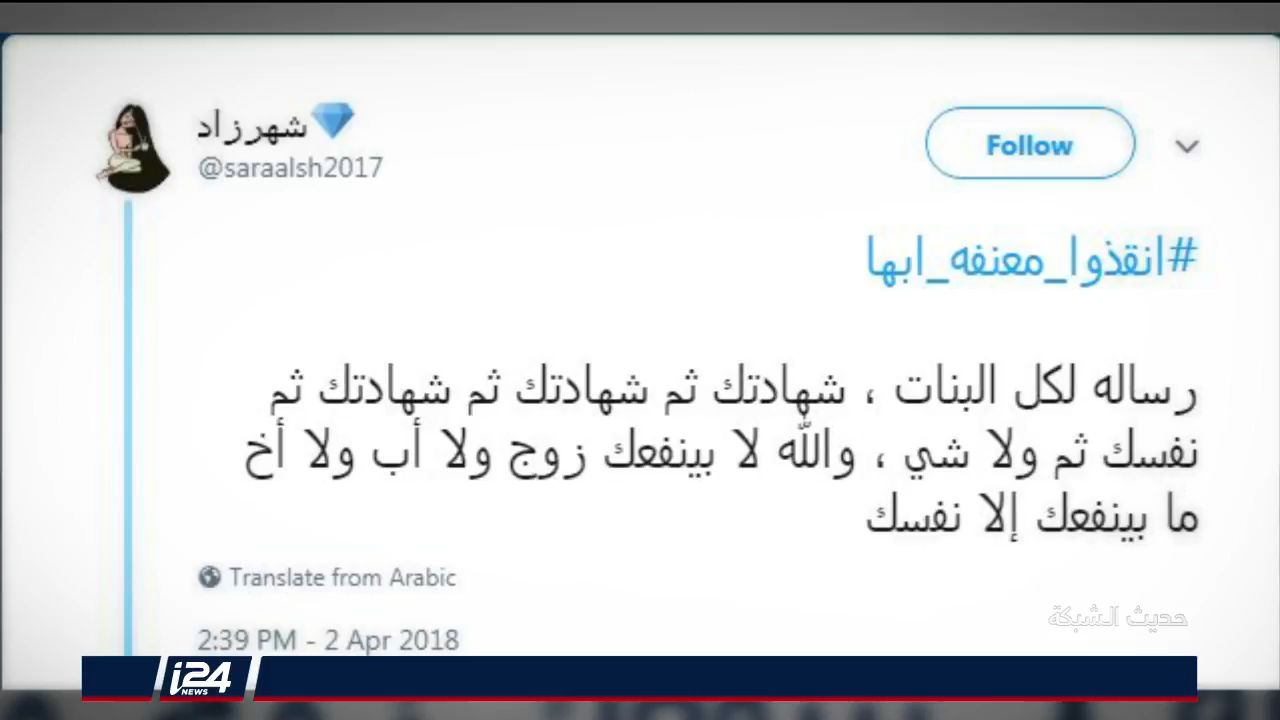 شهرزاد
@saraalsh2017
Follow
#انقذوا_معنفه_ابها
رساله لكل البنات ، شهادتك ثم شهادتك ثم شهادتك ثم
نفسك ثم ولا شي ، والله لا بينفعك زوج ولا أب ولا أخ
ما بينفعك إلا نفسك
Translate from Arabic
حديث الشبكة
2:39 PM - 2 Apr 2018
i24
NEWS